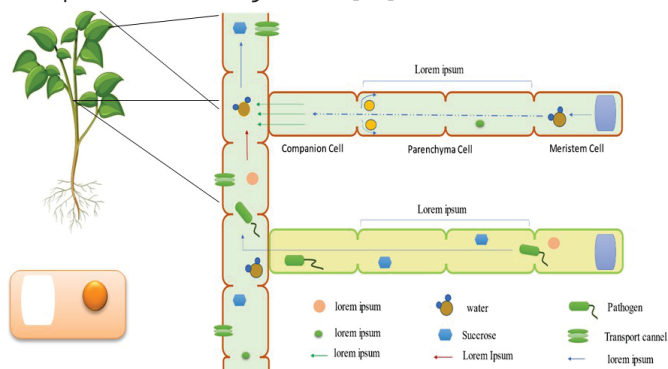 Lorem ipsum
Companion Cell
Parenchyma Cell
Meristem Cell
Lorem ipsum
lorem ipsum
water
Pathogen
lorem ipsum
Succrose
Transport cannel
lorem ipsum
Lorem Ipsum
lorem ipsum